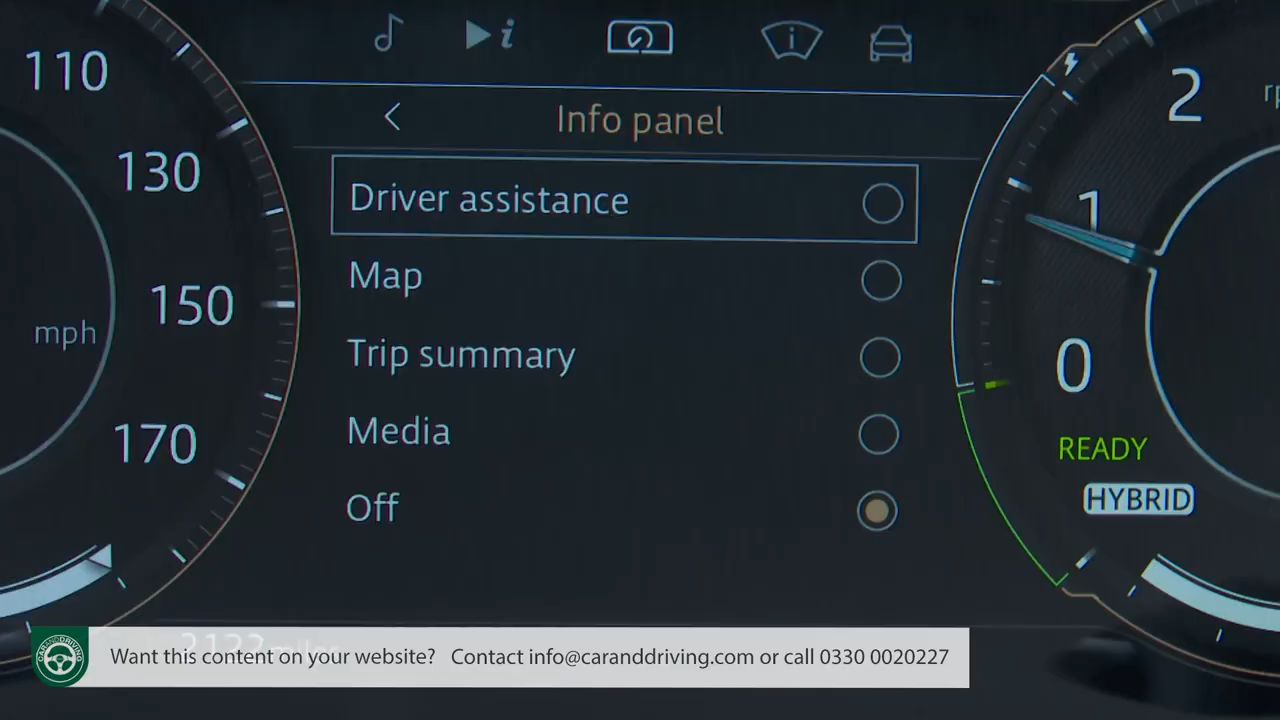 110
130
150
mph
170
Info panel
Driver assistance
Map
Trip summary
Media
Off
2
1
0
READY
HYBRID
CARANDDRIVING
Want this content on your website? Contact info@caranddriving.com or call 0330 0020227